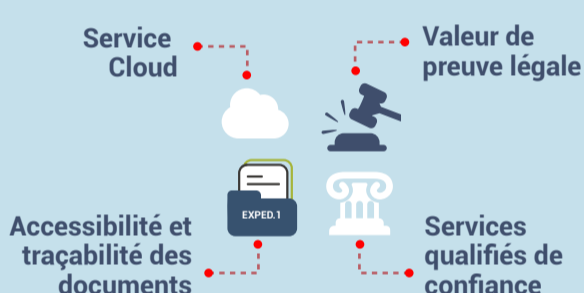 Service
Cloud
Valeur de
preuve légale
EXPED.1
Accessibilité et
traçabilité des
documents
Services
qualifiés de
confiance